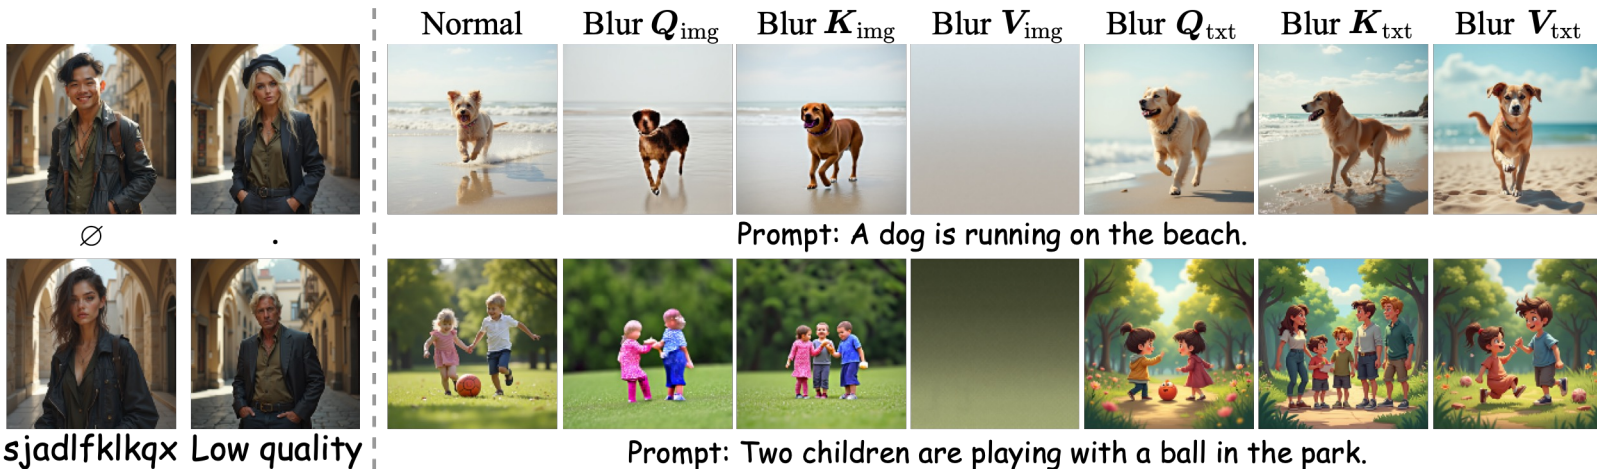 Normal
Blur Q_img
Blur K_img
Blur V_img
Blur Q_txt
Blur K_txt
Blur V_txt
∅
.
Prompt: A dog is running on the beach.
sjadlfklkqx
Low quality
Prompt: Two children are playing with a ball in the park.